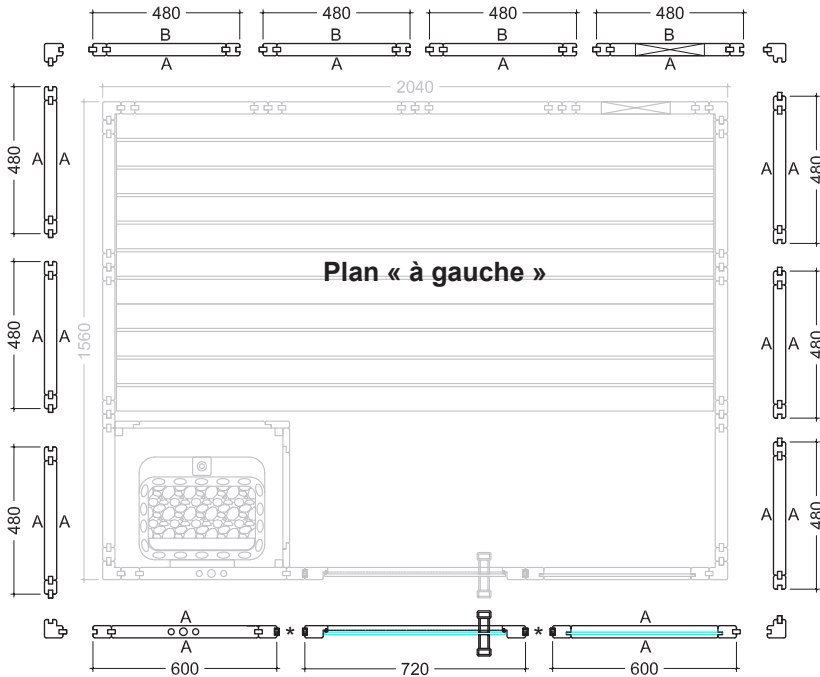 480 480 480 480
B B B B
A A A A
2040
480 A A
A A 480
Plan « à gauche »
480 A A
A A 480
1560
480 A A
A A 480
A A
* *
A A
600 720 600